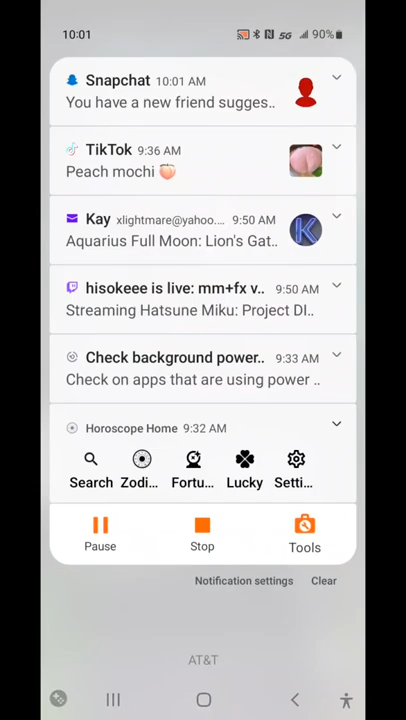 10:01
5G 90%
Snapchat 10:01 AM
You have a new friend sugges..
TikTok 9:36 AM
Peach mochi 🍑
Kay xlightmare@yahoo.... 9:50 AM
Aquarius Full Moon: Lion's Gat..
K
hisokeee is live: mm+fx v.. 9:50 AM
Streaming Hatsune Miku: Project DI..
Check background power.. 9:33 AM
Check on apps that are using power ..
Horoscope Home 9:32 AM
Search Zodi... Fortu... Lucky Setti...
Pause Stop Tools
Notification settings Clear
AT&T